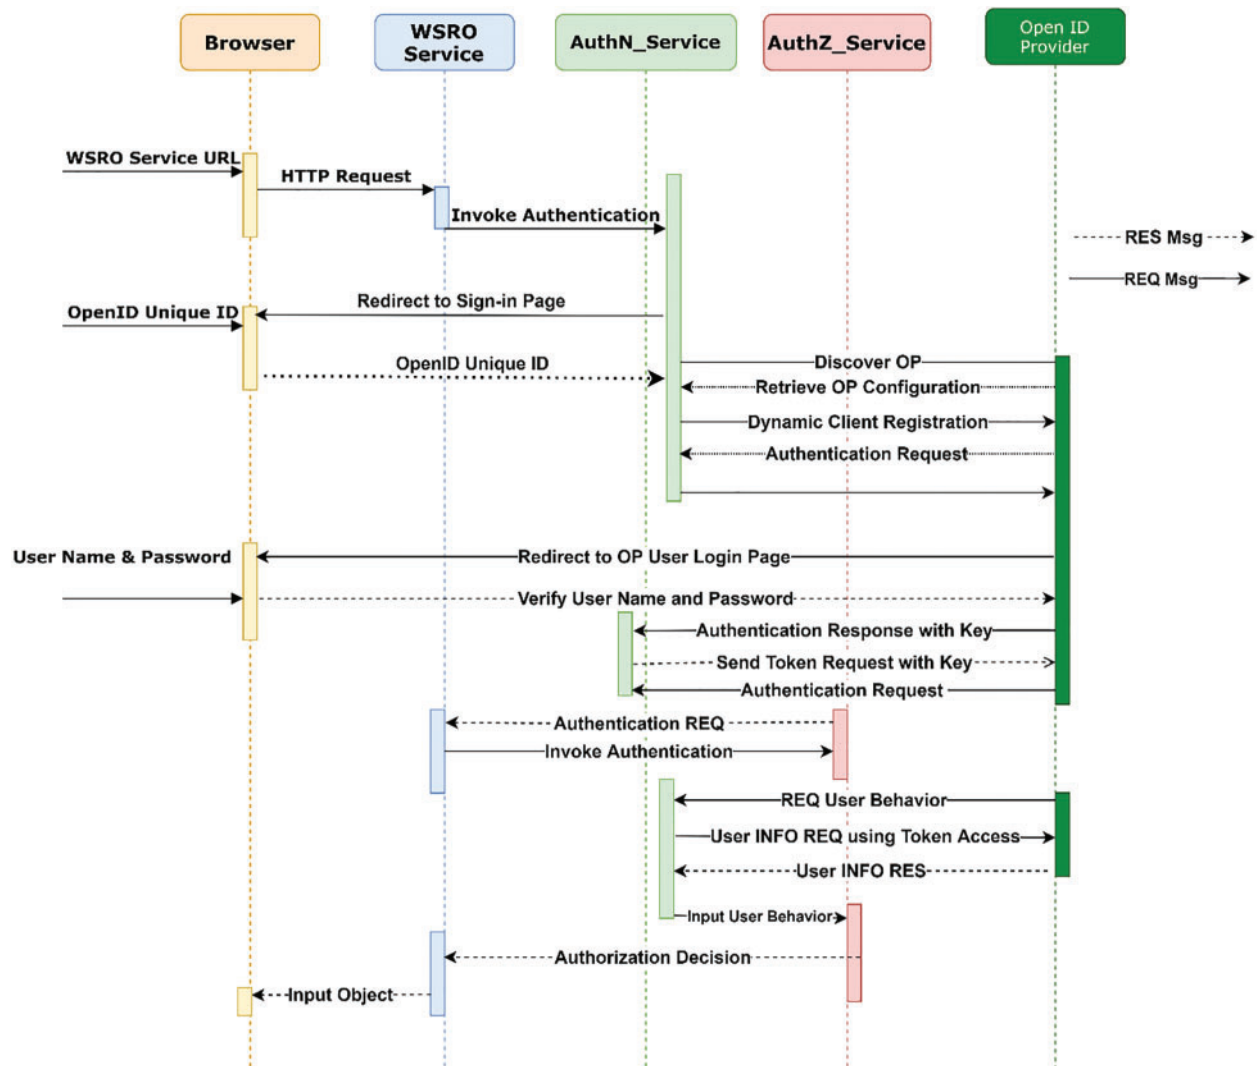 Browser
WSRO
Service
AuthN_Service
AuthZ_Service
Open ID
Provider
WSRO Service URL
HTTP Request
Invoke Authentication
RES Msg
REQ Msg
Redirect to Sign-in Page
OpenID Unique ID
OpenID Unique ID
Discover OP
Retrieve OP Configuration
Dynamic Client Registration
Authentication Request
User Name & Password
Redirect to OP User Login Page
Verify User Name and Password
Authentication Response with Key
Send Token Request with Key
Authentication Request
Authentication REQ
Invoke Authentication
REQ User Behavior
User INFO REQ using Token Access
User INFO RES
Input User Behavior
Authorization Decision
Input Object